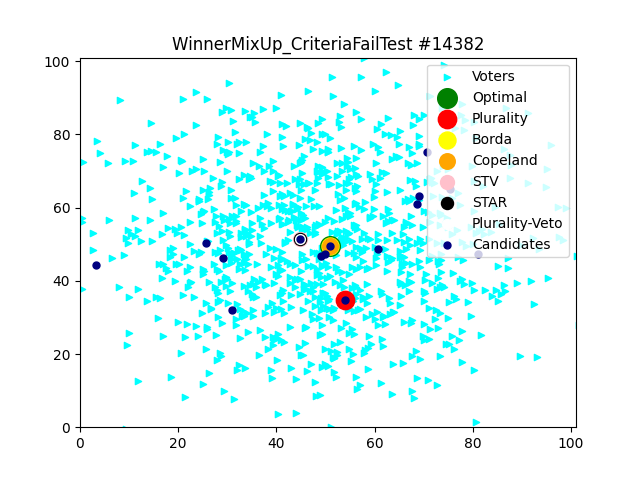 WinnerMixUp_CriteriaFailTest #14382
100
80
60
40
20
0
0
20
40
60
80
100
Voters
Optimal
Plurality
Borda
Copeland
STV
STAR
Plurality-Veto
Candidates